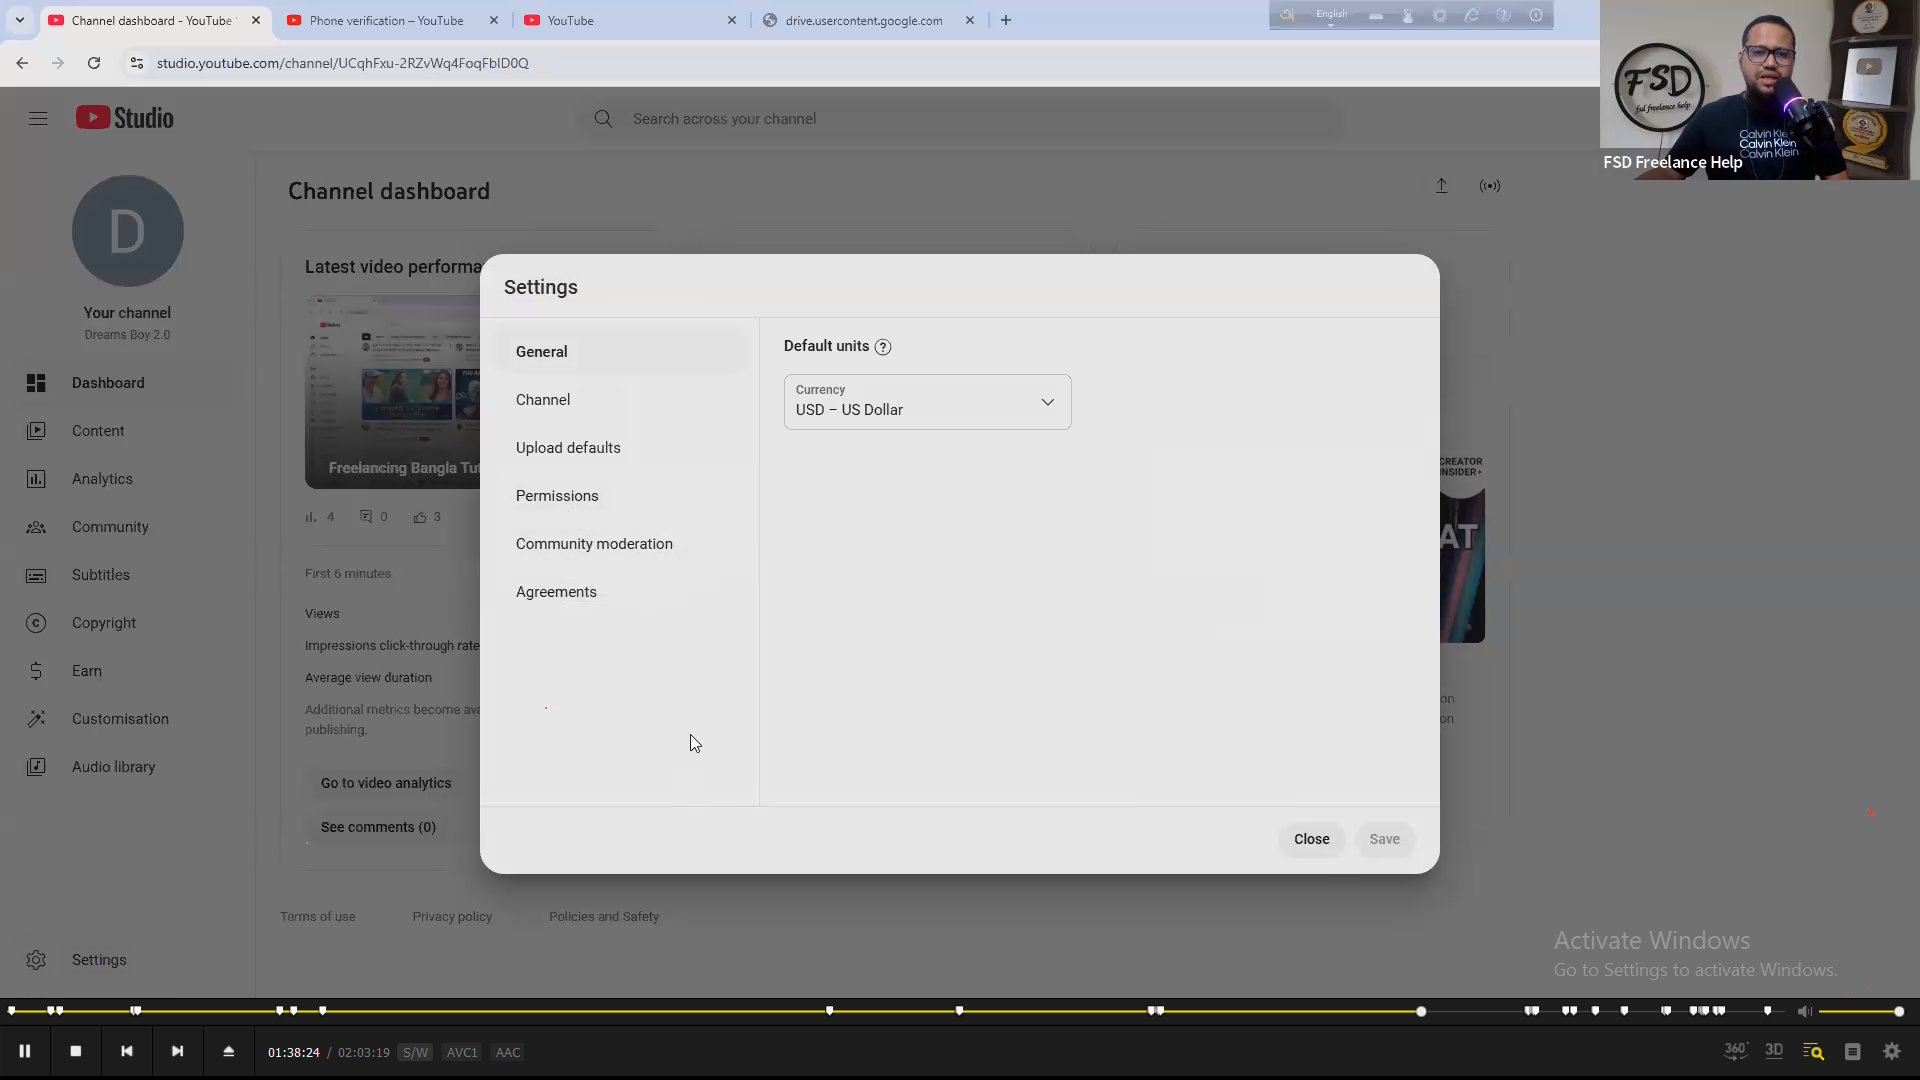 Channel dashboard - YouTube
Phone verification – YouTube
YouTube
drive.usercontent.google.com
English
studio.youtube.com/channel/UCqhFxu-2RZvWq4FoqFbID0Q
Studio
Search across your channel
FSD
fsd freelance help
Calvin Klein
Calvin Klein
Calvin Klein
FSD Freelance Help
D
Your channel
Dreams Boy 2.0
Dashboard
Content
Analytics
Community
Subtitles
Copyright
Earn
Customisation
Audio library
Settings
Channel dashboard
Latest video performa
Freelancing Bangla Tut
4
0
3
First 6 minutes
Views
Impressions click-through rate
Average view duration
Additional metrics become ava
publishing.
Go to video analytics
See comments (0)
Terms of use
Privacy policy
Policies and Safety
Settings
General
Channel
Upload defaults
Permissions
Community moderation
Agreements
Default units
Currency
USD – US Dollar
Close
Save
CREATOR
INSIDER
AT
on
on
Activate Windows
Go to Settings to activate Windows.
01:38:24 / 02:03:19 S/W AVC1 AAC
360°
3D